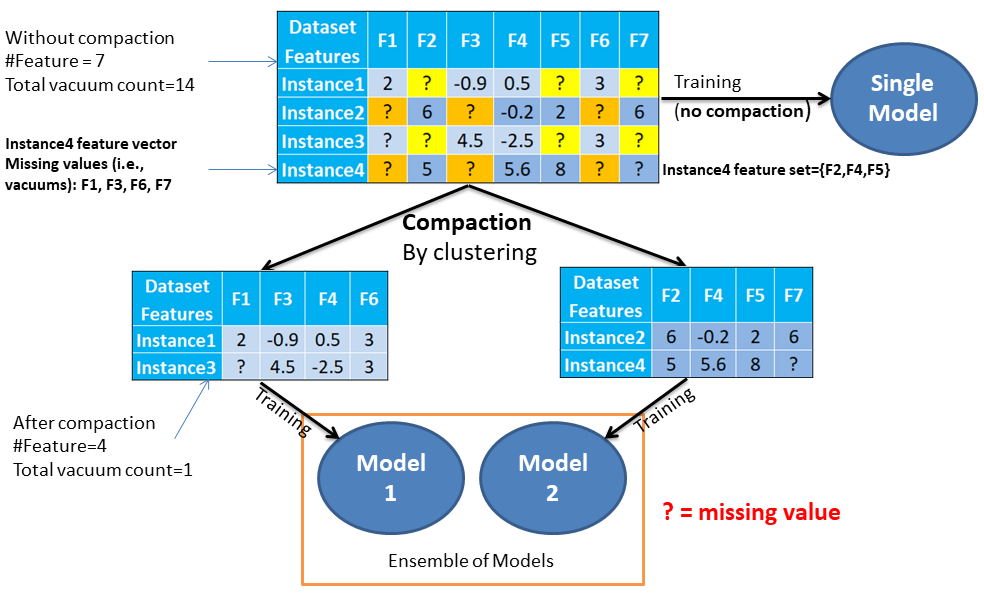 Without compaction
#Feature = 7
Total vacuum count=14
Instance4 feature vector
Missing values (i.e.,
vacuums): F1, F3, F6, F7
Dataset Features F1 F2 F3 F4 F5 F6 F7
Instance1 2 ? -0.9 0.5 ? 3 ?
Instance2 ? 6 ? -0.2 2 ? 6
Instance3 ? ? 4.5 -2.5 ? 3 ?
Instance4 ? 5 ? 5.6 8 ? ?
Training
(no compaction)
Single
Model
Instance4 feature set={F2,F4,F5}
Compaction
By clustering
Dataset Features F1 F3 F4 F6
Instance1 2 -0.9 0.5 3
Instance3 ? 4.5 -2.5 3
Dataset Features F2 F4 F5 F7
Instance2 6 -0.2 2 6
Instance4 5 5.6 8 ?
After compaction
#Feature=4
Total vacuum count=1
Training
Training
Model
1
Model
2
Ensemble of Models
? = missing value